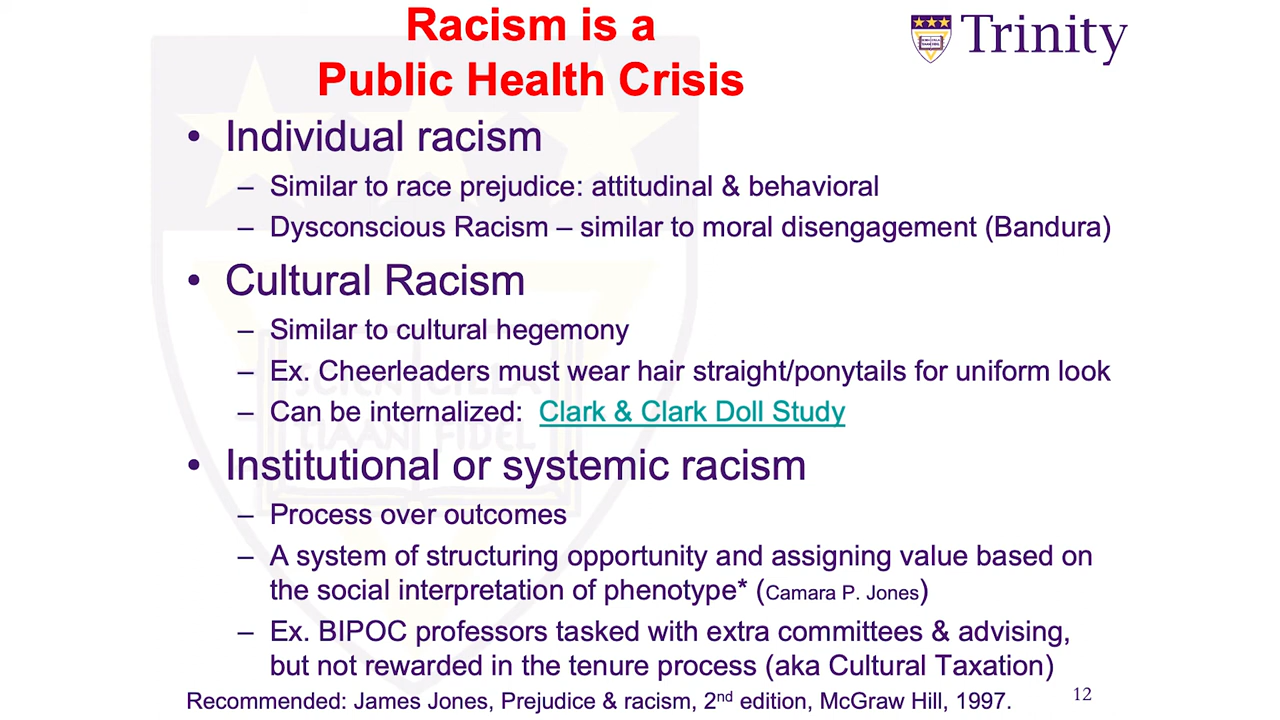 Racism is a
Public Health Crisis
Trinity
• Individual racism
– Similar to race prejudice: attitudinal & behavioral
– Dysconscious Racism – similar to moral disengagement (Bandura)
• Cultural Racism
– Similar to cultural hegemony
– Ex. Cheerleaders must wear hair straight/ponytails for uniform look
– Can be internalized: Clark & Clark Doll Study
• Institutional or systemic racism
– Process over outcomes
– A system of structuring opportunity and assigning value based on
the social interpretation of phenotype* (Camara P. Jones)
– Ex. BIPOC professors tasked with extra committees & advising,
but not rewarded in the tenure process (aka Cultural Taxation)
Recommended: James Jones, Prejudice & racism, 2nd edition, McGraw Hill, 1997.
12